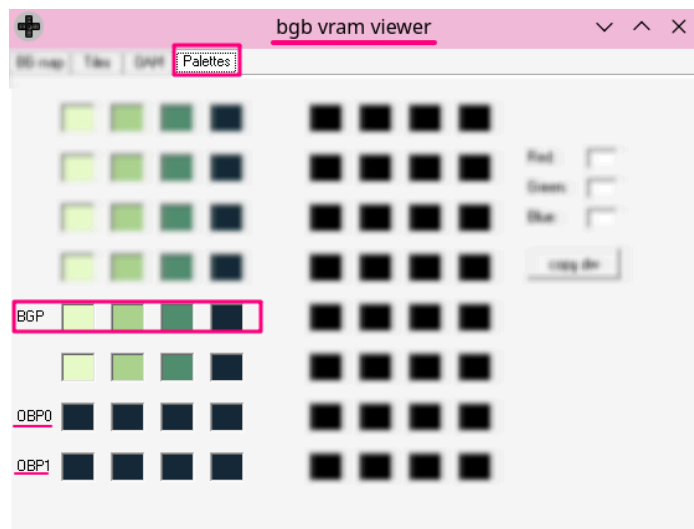 bgb vram viewer
BG map Tiles OAM Palettes
Red:
Green:
Blue:
copy dw
BGP
OBP0
OBP1